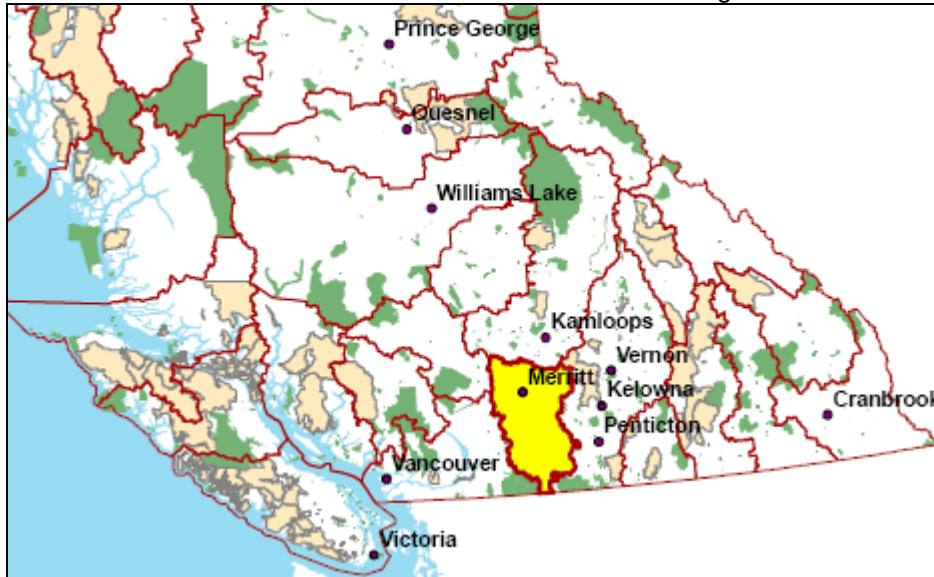 Prince George
Quesnel
Williams Lake
Kamloops
Vernon
Merritt
Kelowna
Cranbrook
Penticton
Vancouver
Victoria